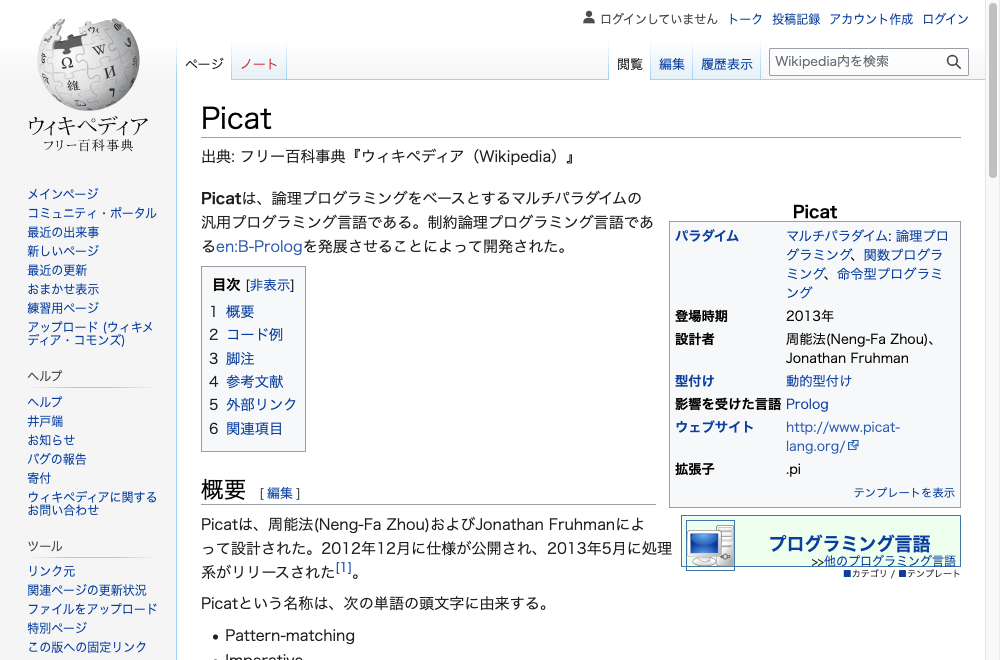 ログインしていません トーク 投稿記録 アカウント作成 ログイン
ページ ノート 閲覧 編集 履歴表示 Wikipedia内を検索
ウィキペディア
フリー百科事典
メインページ
コミュニティ・ポータル
最近の出来事
新しいページ
最近の更新
おまかせ表示
練習用ページ
アップロード (ウィキメ
ディア・コモンズ)
ヘルプ
ヘルプ
井戸端
お知らせ
バグの報告
寄付
ウィキペディアに関する
お問い合わせ
ツール
リンク元
関連ページの更新状況
ファイルをアップロード
特別ページ
この版への固定リンク
Picat
出典: フリー百科事典『ウィキペディア（Wikipedia）』
Picatは、論理プログラミングをベースとするマルチパラダイムの
汎用プログラミング言語である。制約論理プログラミング言語であ
るen:B-Prologを発展させることによって開発された。
目次 [非表示]
1 概要
2 コード例
3 脚注
4 参考文献
5 外部リンク
6 関連項目
Picat
パラダイム マルチパラダイム: 論理プロ
グラミング、関数プログラ
ミング、命令型プログラミ
ング
登場時期 2013年
設計者 周能法(Neng-Fa Zhou)、
Jonathan Fruhman
型付け 動的型付け
影響を受けた言語 Prolog
ウェブサイト http://www.picat-
lang.org/
拡張子 .pi
テンプレートを表示
プログラミング言語
>>他のプログラミング言語
■カテゴリ / ■テンプレート
概要 [ 編集 ]
Picatは、周能法(Neng-Fa Zhou)およびJonathan Fruhmanによ
って設計された。2012年12月に仕様が公開され、2013年5月に処理
系がリリースされた[1]。
Picatという名称は、次の単語の頭文字に由来する。
• Pattern-matching
• Imperative